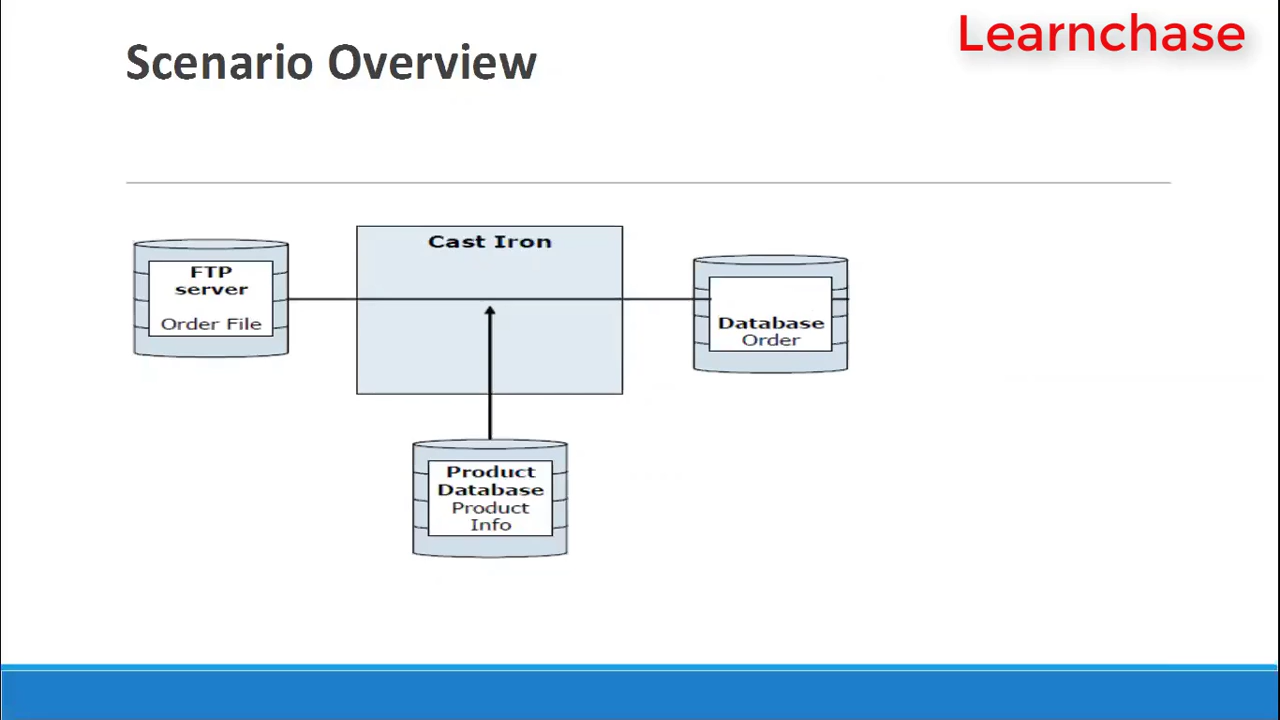 Scenario Overview
Learnchase
FTP
server
Order File
Cast Iron
Database
Order
Product
Database
Product
Info